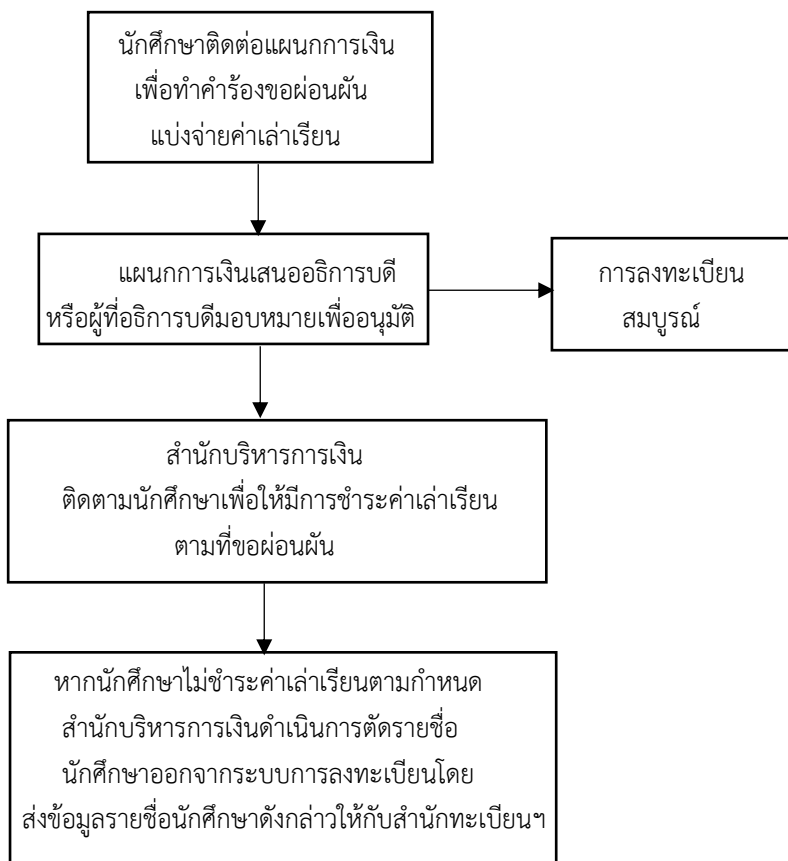 นักศึกษาติดต่อแผนกการเงิน
เพื่อทำคำร้องขอผ่อนผัน
แบ่งจ่ายค่าเล่าเรียน
แผนกการเงินเสนออธิการบดี
หรือผู้ที่อธิการบดีมอบหมายเพื่ออนุมัติ
การลงทะเบียน
สมบูรณ์
สำนักบริหารการเงิน
ติดตามนักศึกษาเพื่อให้มีการชำระค่าเล่าเรียน
ตามที่ขอผ่อนผัน
หากนักศึกษาไม่ชำระค่าเล่าเรียนตามกำหนด
สำนักบริหารการเงินดำเนินการตัดรายชื่อ
นักศึกษาออกจากระบบการลงทะเบียนโดย
ส่งข้อมูลรายชื่อนักศึกษาดังกล่าวให้กับสำนักทะเบียนฯ